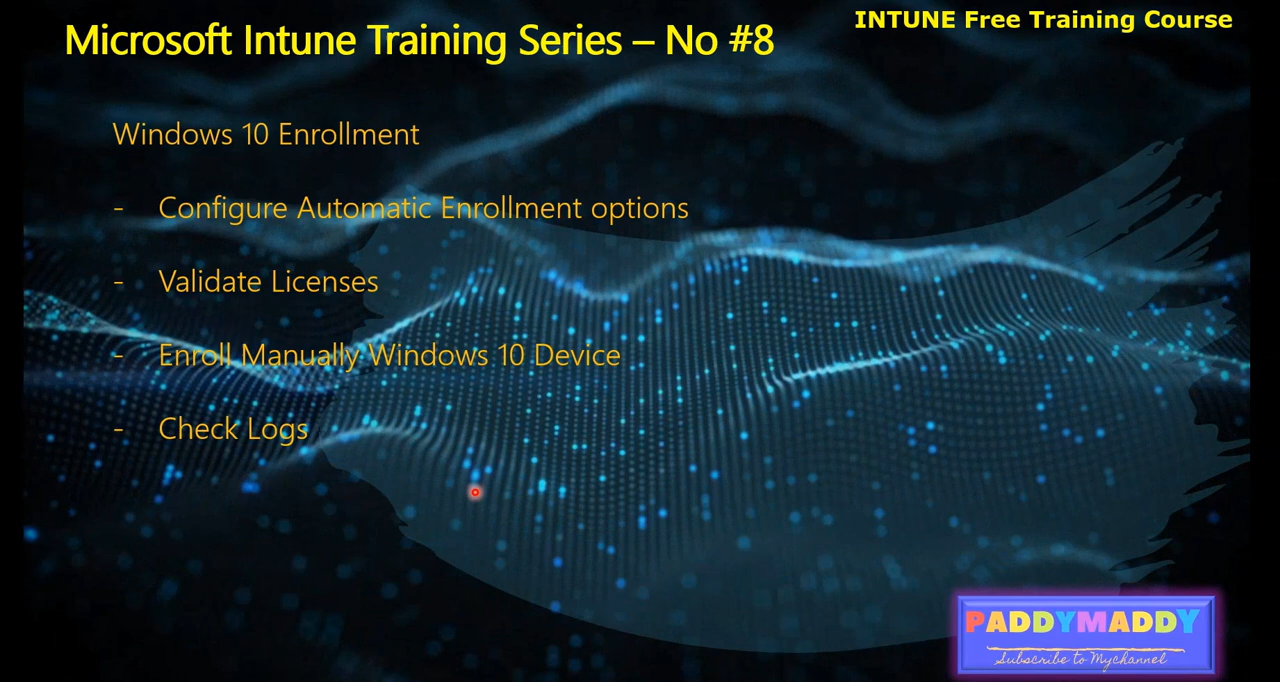 INTUNE Free Training Course
Microsoft Intune Training Series – No #8
Windows 10 Enrollment
- Configure Automatic Enrollment options
- Validate Licenses
- Enroll Manually Windows 10 Device
- Check Logs
PADDYMADDY
Subscribe to Mychannel